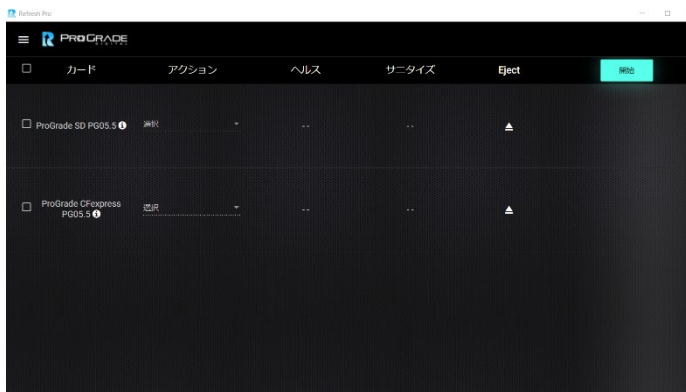 Refresh Pro
PROGRADE
DIGITAL
カード アクション ヘルス サニタイズ Eject 開始
ProGrade SD PG05.5 選択 -- --
ProGrade CFexpress
PG05.5 選択 -- --